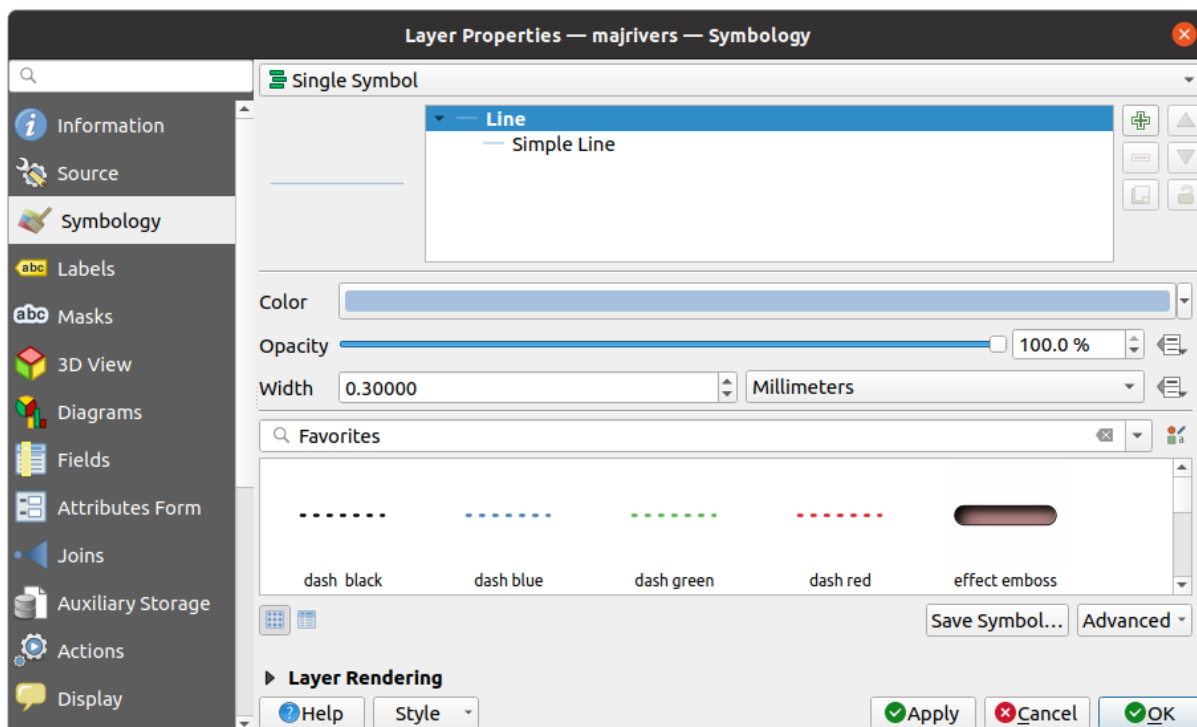 Layer Properties — majrivers — Symbology
Single Symbol
Information
Source
Symbology
abc Labels
abc Masks
3D View
Diagrams
Fields
Attributes Form
Joins
Auxiliary Storage
Actions
Display
Line
Simple Line
Color
Opacity
100.0 %
Width
0.30000
Millimeters
Favorites
dash  black
dash blue
dash green
dash red
effect emboss
Save Symbol…
Advanced
Layer Rendering
Help
Style
Apply
Cancel
OK